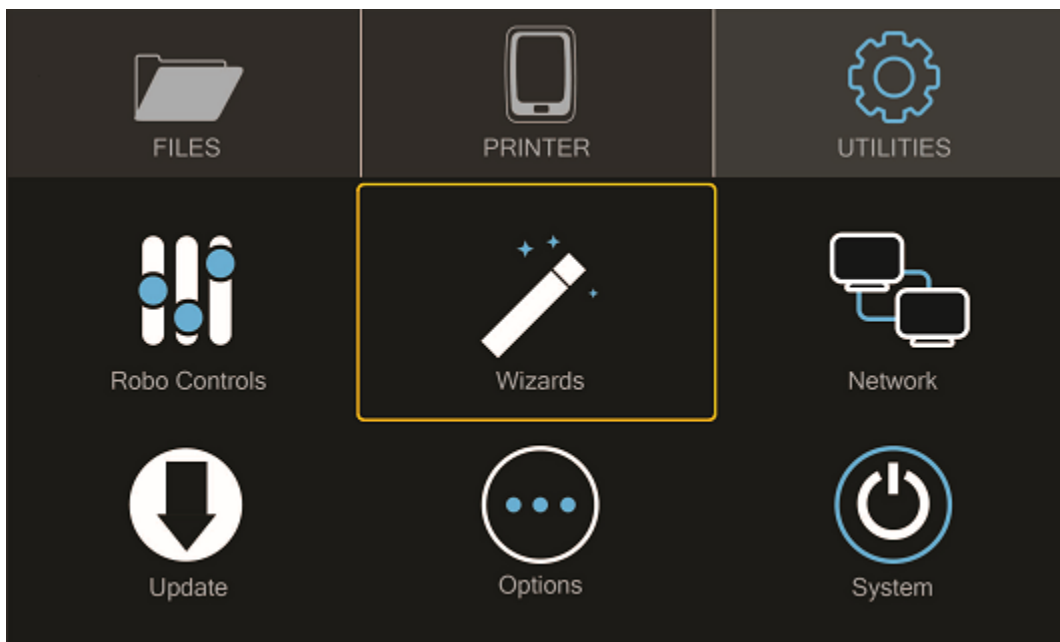 FILES
PRINTER
UTILITIES
Robo Controls
Wizards
Network
Update
Options
System